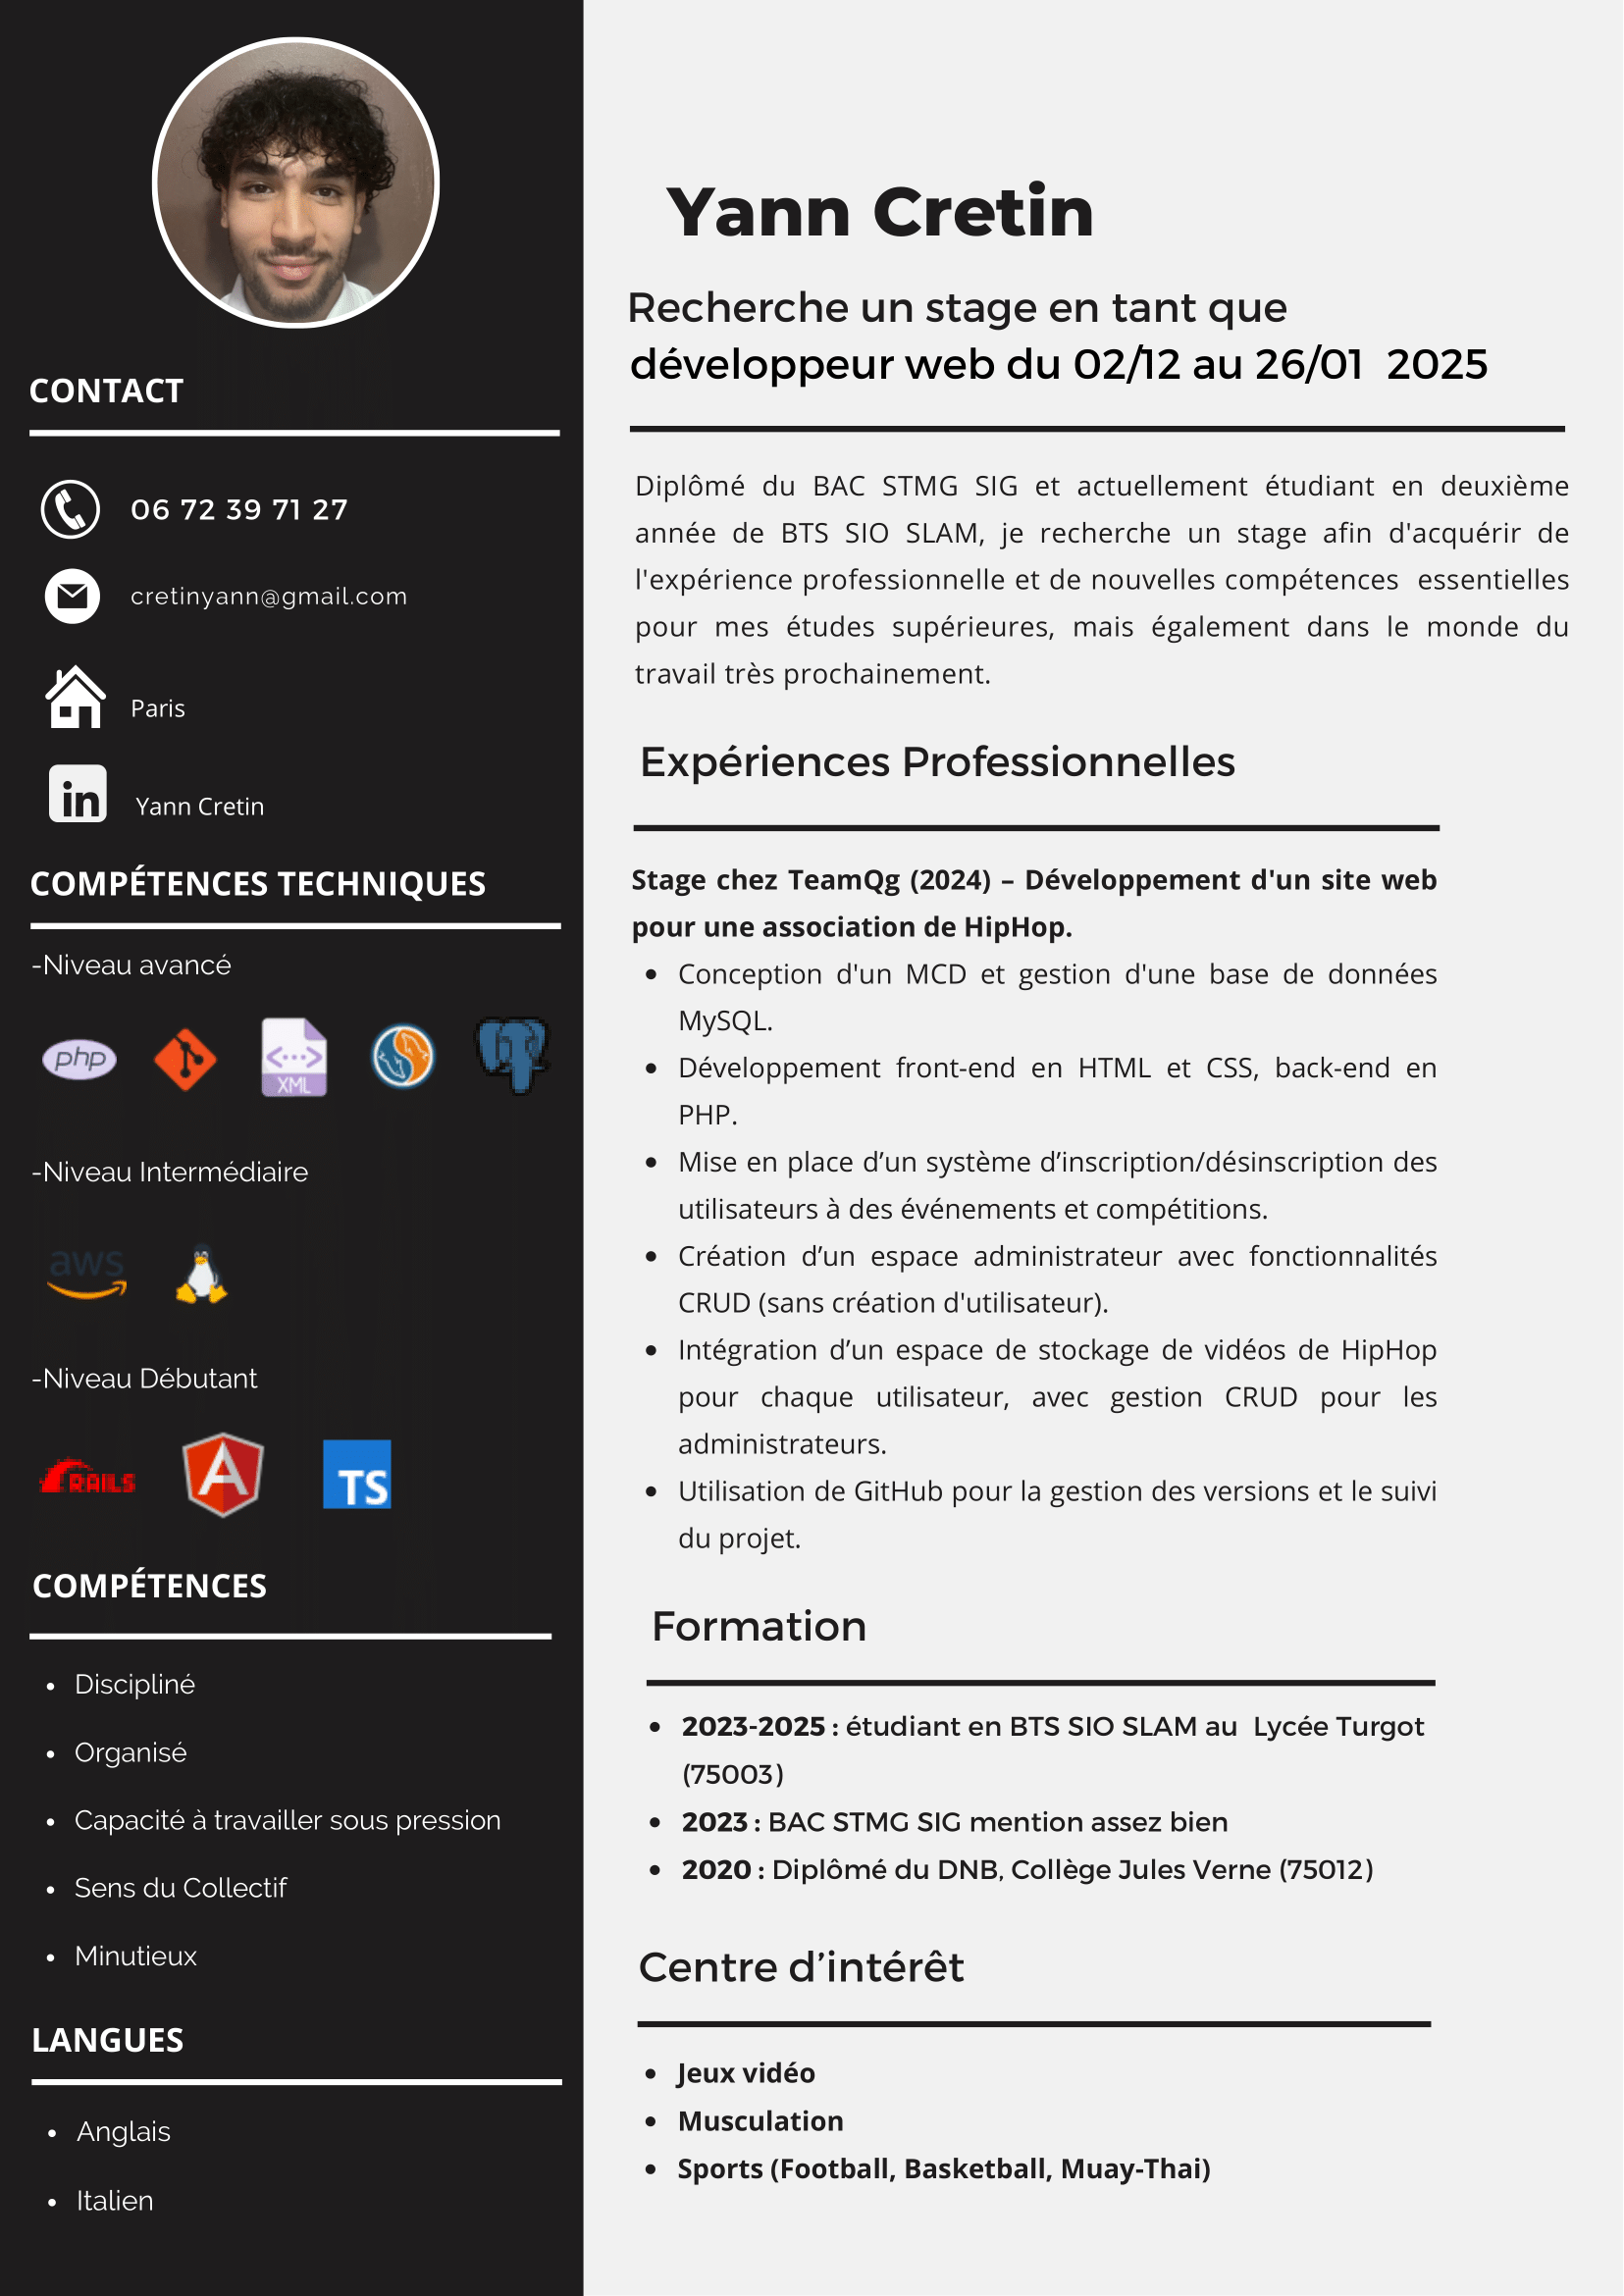 CONTACT
06 72 39 71 27
cretinyann@gmail.com
Paris
in
Yann Cretin
COMPÉTENCES TECHNIQUES
-Niveau avancé
php
XML
-Niveau Intermédiaire
aws
-Niveau Débutant
RAILS
A
TS
COMPÉTENCES
• Discipliné
• Organisé
• Capacité à travailler sous pression
• Sens du Collectif
• Minutieux
LANGUES
• Anglais
• Italien
Yann Cretin
Recherche un stage en tant que
développeur web du 02/12 au 26/01 2025
Diplômé du BAC STMG SIG et actuellement étudiant en deuxième
année de BTS SIO SLAM, je recherche un stage afin d'acquérir de
l'expérience professionnelle et de nouvelles compétences essentielles
pour mes études supérieures, mais également dans le monde du
travail très prochainement.
Expériences Professionnelles
Stage chez TeamQg (2024) – Développement d'un site web
pour une association de HipHop.
• Conception d'un MCD et gestion d'une base de données
MySQL.
• Développement front-end en HTML et CSS, back-end en
PHP.
• Mise en place d’un système d’inscription/désinscription des
utilisateurs à des événements et compétitions.
• Création d’un espace administrateur avec fonctionnalités
CRUD (sans création d'utilisateur).
• Intégration d’un espace de stockage de vidéos de HipHop
pour chaque utilisateur, avec gestion CRUD pour les
administrateurs.
• Utilisation de GitHub pour la gestion des versions et le suivi
du projet.
Formation
• 2023-2025 : étudiant en BTS SIO SLAM au Lycée Turgot
(75003)
• 2023 : BAC STMG SIG mention assez bien
• 2020 : Diplômé du DNB, Collège Jules Verne (75012)
Centre d’intérêt
• Jeux vidéo
• Musculation
• Sports (Football, Basketball, Muay-Thai)